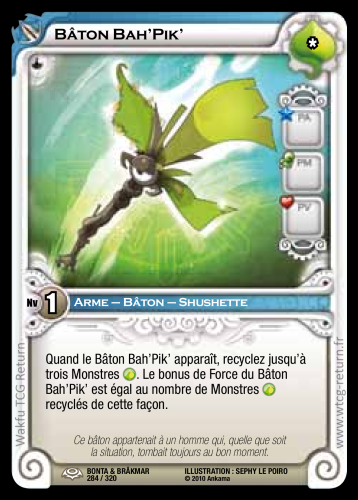 BÂTON BAH'PIK'
*
PA
PM
PV
Nv 1
ARME – BÂTON – SHUSHETTE
Quand le Bâton Bah'Pik' apparaît, recyclez jusqu'à
trois Monstres . Le bonus de Force du Bâton
Bah'Pik' est égal au nombre de Monstres
recyclés de cette façon.
Ce bâton appartenait à un homme qui, quelle que soit
la situation, tombait toujours au bon moment.
BONTA & BRÂKMAR
284 / 320
ILLUSTRATION : SEPHY LE POIRO
© 2010 Ankama
Wakfu TCG Return
www.wtcg-return.fr